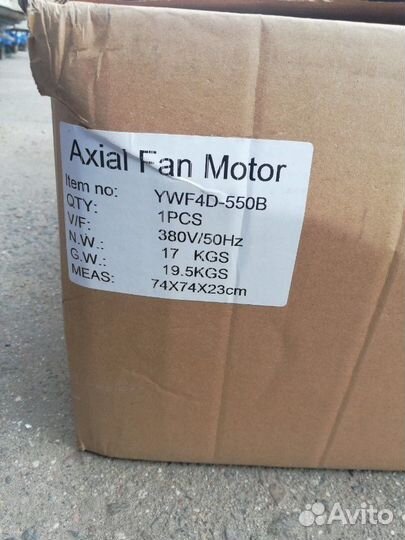 Axial Fan Motor
Item no: YWF4D-550B
QTY: 1PCS
V/F: 380V/50Hz
N.W.: 17 KGS
G.W.: 19.5KGS
MEAS: 74X74X23cm
Avito